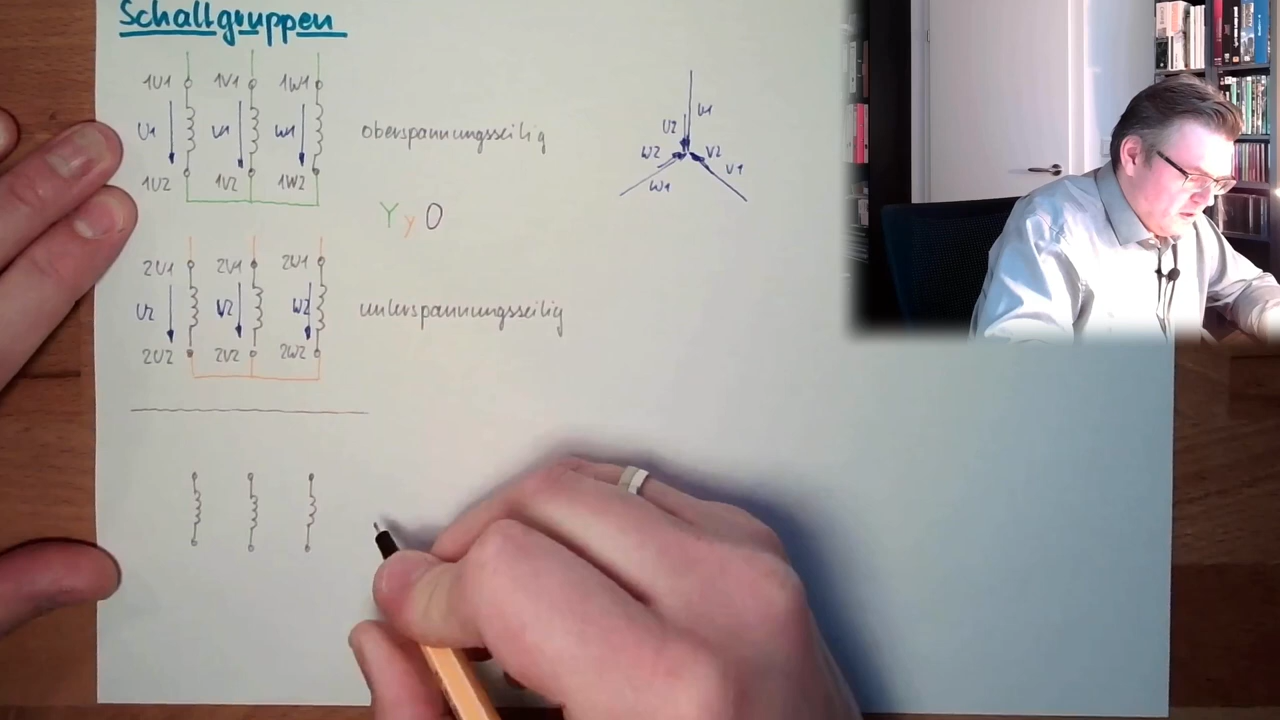 Schaltgruppen
1U1 1V1 1W1
U1 V1 W1 oberspannungsseitig
1U2 1V2 1W2
Y y 0
2U1 2V1 2W1
U2 V2 W2 unterspannungsseitig
2U2 2V2 2W2
U1
U2
W2 V2
W1 V1